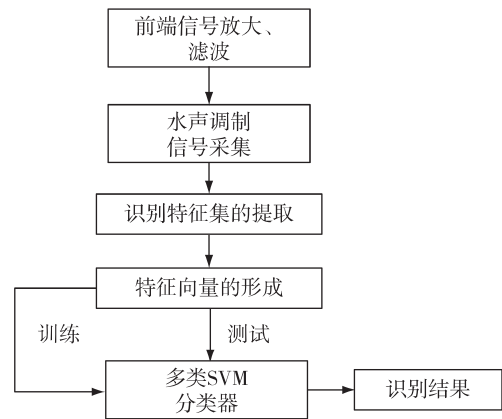 前端信号放大、
滤波
水声调制
信号采集
识别特征集的提取
特征向量的形成
训练
测试
多类SVM
分类器
识别结果